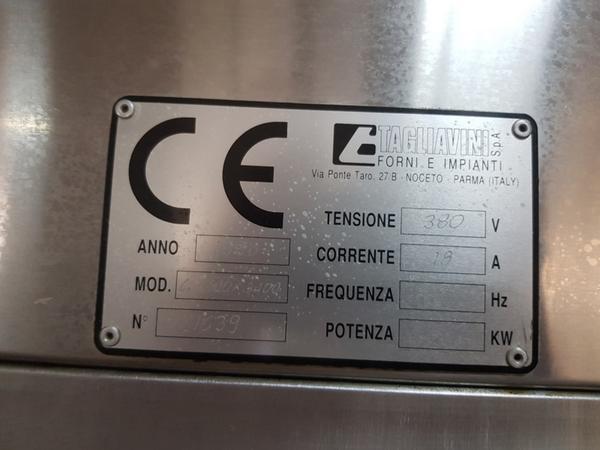 CE
TAGLIAVINI S.p.A
FORNI E IMPIANTI
Via Ponte Taro, 27 B - NOCETO - PARMA (ITALY)
TENSIONE 380 V
ANNO
CORRENTE 19 A
MOD.
FREQUENZA Hz
N°
POTENZA KW